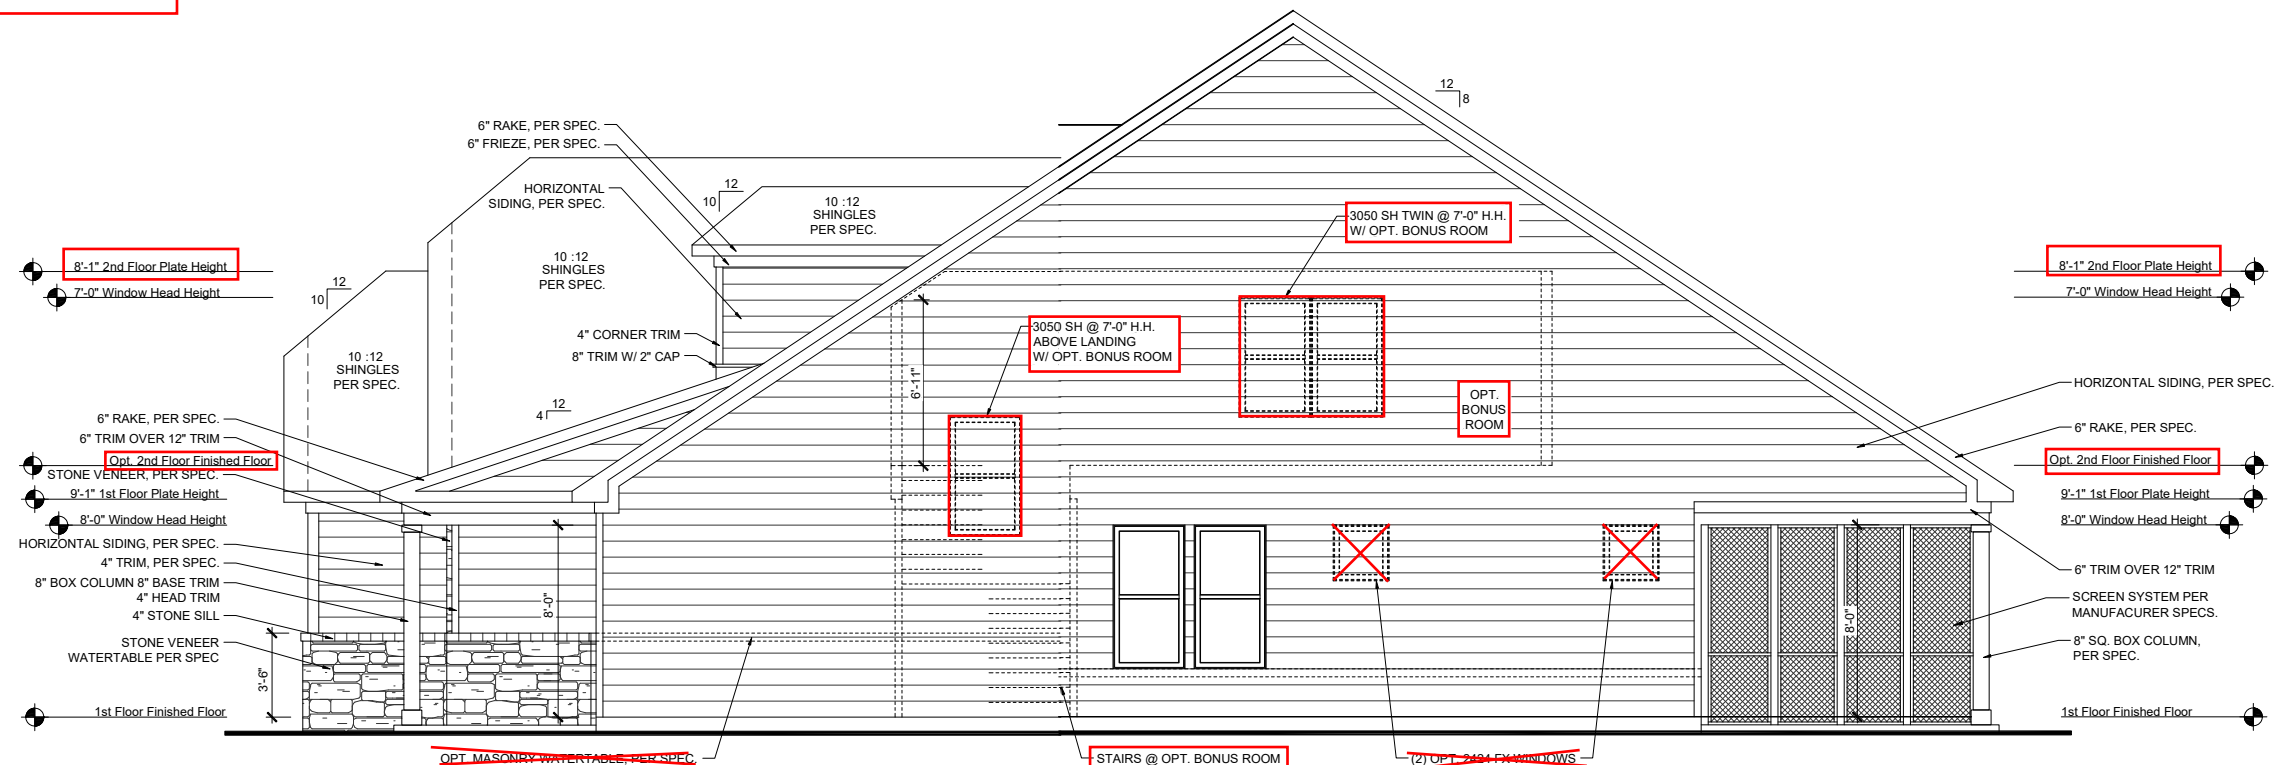 12
8
6" RAKE, PER SPEC.
6" FRIEZE, PER SPEC.
HORIZONTAL
SIDING, PER SPEC.
12
10
10 :12
SHINGLES
PER SPEC.
3050 SH TWIN @ 7'-0" H.H.
W/ OPT. BONUS ROOM
8'-1" 2nd Floor Plate Height
7'-0" Window Head Height
12
10
10 :12
SHINGLES
PER SPEC.
8'-1" 2nd Floor Plate Height
7'-0" Window Head Height
4" CORNER TRIM
8" TRIM W/ 2" CAP
3050 SH @ 7'-0" H.H.
ABOVE LANDING
W/ OPT. BONUS ROOM
6'-11"
10 :12
SHINGLES
PER SPEC.
12
4
OPT.
BONUS
ROOM
HORIZONTAL SIDING, PER SPEC.
6" RAKE, PER SPEC.
6" RAKE, PER SPEC.
6" TRIM OVER 12" TRIM
Opt. 2nd Floor Finished Floor
STONE VENEER, PER SPEC.
9'-1" 1st Floor Plate Height
8'-0" Window Head Height
HORIZONTAL SIDING, PER SPEC.
4" TRIM, PER SPEC.
8" BOX COLUMN 8" BASE TRIM
4" HEAD TRIM
4" STONE SILL
STONE VENEER
WATERTABLE PER SPEC
3'-6"
8'-0"
1st Floor Finished Floor
Opt. 2nd Floor Finished Floor
9'-1" 1st Floor Plate Height
8'-0" Window Head Height
6" TRIM OVER 12" TRIM
SCREEN SYSTEM PER
MANUFACURER SPECS.
8'-0"
8" SQ. BOX COLUMN,
PER SPEC.
1st Floor Finished Floor
OPT. MASONRY WATERTABLE, PER SPEC.
STAIRS @ OPT. BONUS ROOM
(2) OPT. 2424 FX WINDOWS